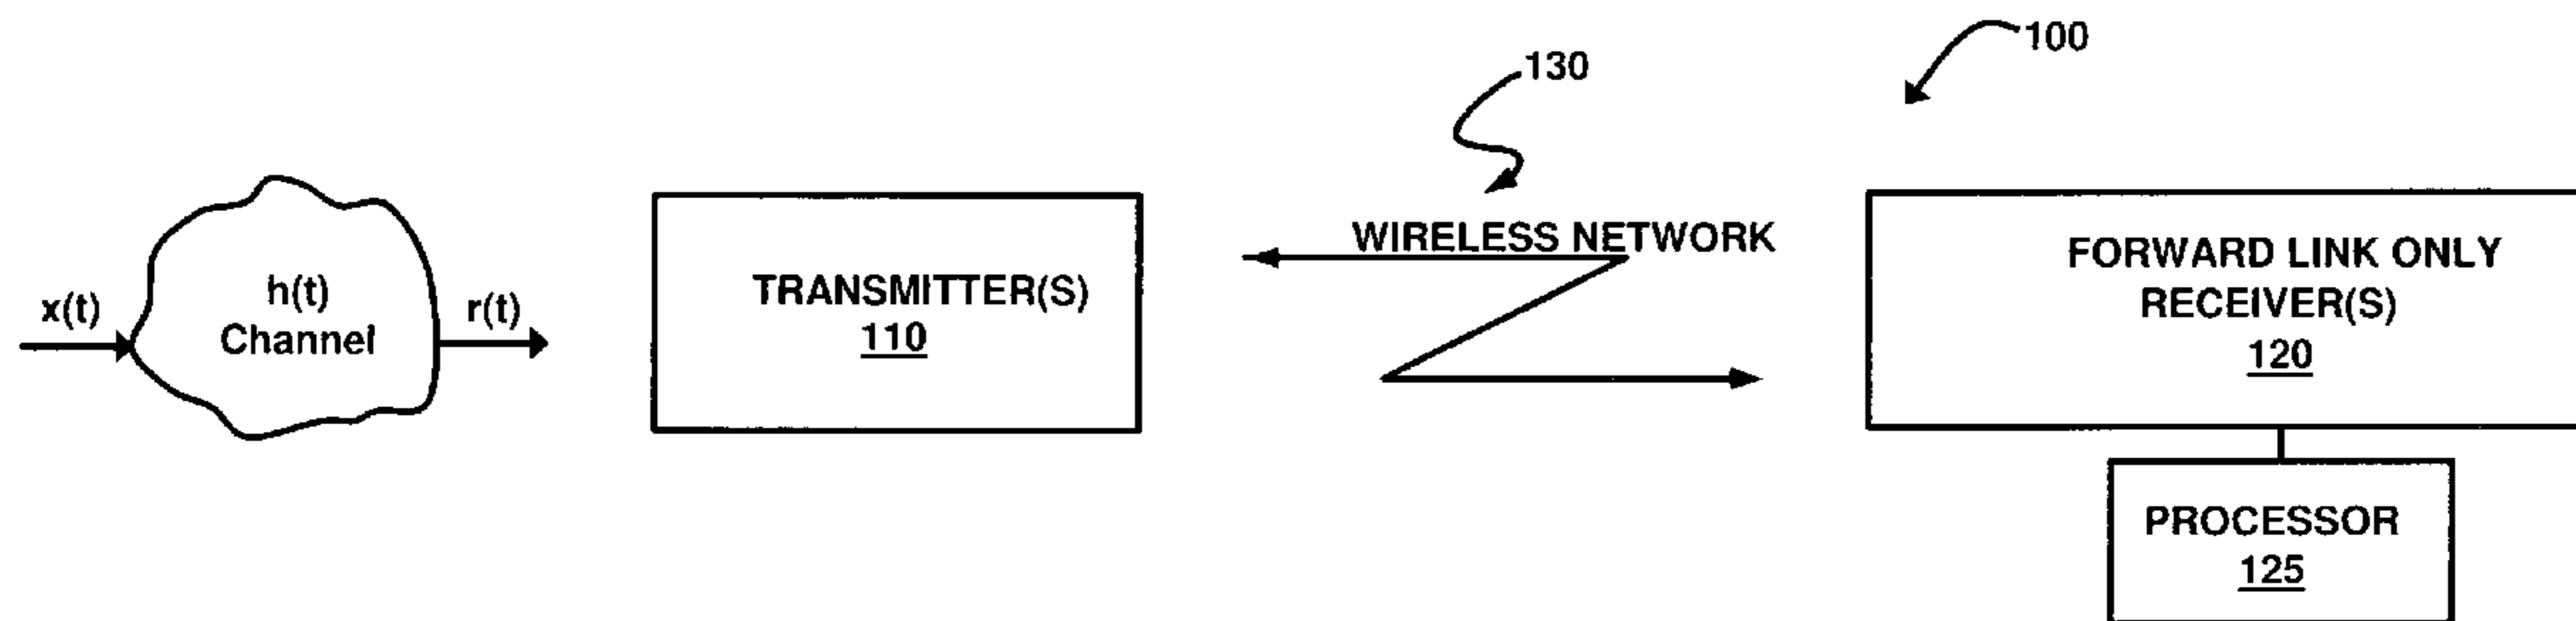 100
130
x(t)
h(t)
Channel
r(t)
TRANSMITTER(S)
110
WIRELESS NETWORK
FORWARD LINK ONLY
RECEIVER(S)
120
PROCESSOR
125